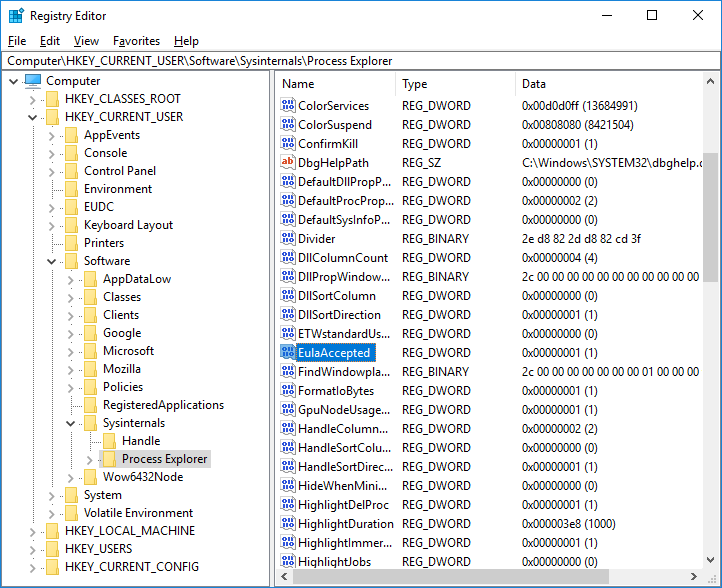 Registry Editor
File Edit View Favorites Help
Computer\HKEY_CURRENT_USER\Software\Sysinternals\Process Explorer
Computer
HKEY_CLASSES_ROOT
HKEY_CURRENT_USER
AppEvents
Console
Control Panel
Environment
EUDC
Keyboard Layout
Printers
Software
AppDataLow
Classes
Clients
Google
Microsoft
Mozilla
Policies
RegisteredApplications
Sysinternals
Handle
Process Explorer
Wow6432Node
System
Volatile Environment
HKEY_LOCAL_MACHINE
HKEY_USERS
HKEY_CURRENT_CONFIG
Name Type Data
ColorServices REG_DWORD 0x00d0d0ff (13684991)
ColorSuspend REG_DWORD 0x00808080 (8421504)
ConfirmKill REG_DWORD 0x00000001 (1)
DbgHelpPath REG_SZ C:\Windows\SYSTEM32\dbghelp.d
DefaultDllPropP... REG_DWORD 0x00000000 (0)
DefaultProcProp... REG_DWORD 0x00000002 (2)
DefaultSysInfoP... REG_DWORD 0x00000000 (0)
Divider REG_BINARY 2e d8 82 2d d8 82 cd 3f
DllColumnCount REG_DWORD 0x00000004 (4)
DllPropWindow... REG_BINARY 2c 00 00 00 00 00 00 00 00 00 00
DllSortColumn REG_DWORD 0x00000000 (0)
DllSortDirection REG_DWORD 0x00000001 (1)
ETWstandardUs... REG_DWORD 0x00000000 (0)
EulaAccepted REG_DWORD 0x00000001 (1)
FindWindowpla... REG_BINARY 2c 00 00 00 00 00 00 01 00 00 00
FormatIoBytes REG_DWORD 0x00000001 (1)
GpuNodeUsage... REG_DWORD 0x00000001 (1)
HandleColumn... REG_DWORD 0x00000002 (2)
HandleSortColu... REG_DWORD 0x00000000 (0)
HandleSortDirec... REG_DWORD 0x00000001 (1)
HideWhenMini... REG_DWORD 0x00000000 (0)
HighlightDelProc REG_DWORD 0x00000001 (1)
HighlightDuration REG_DWORD 0x000003e8 (1000)
HighlightImmer... REG_DWORD 0x00000001 (1)
HighlightJobs REG_DWORD 0x00000000 (0)